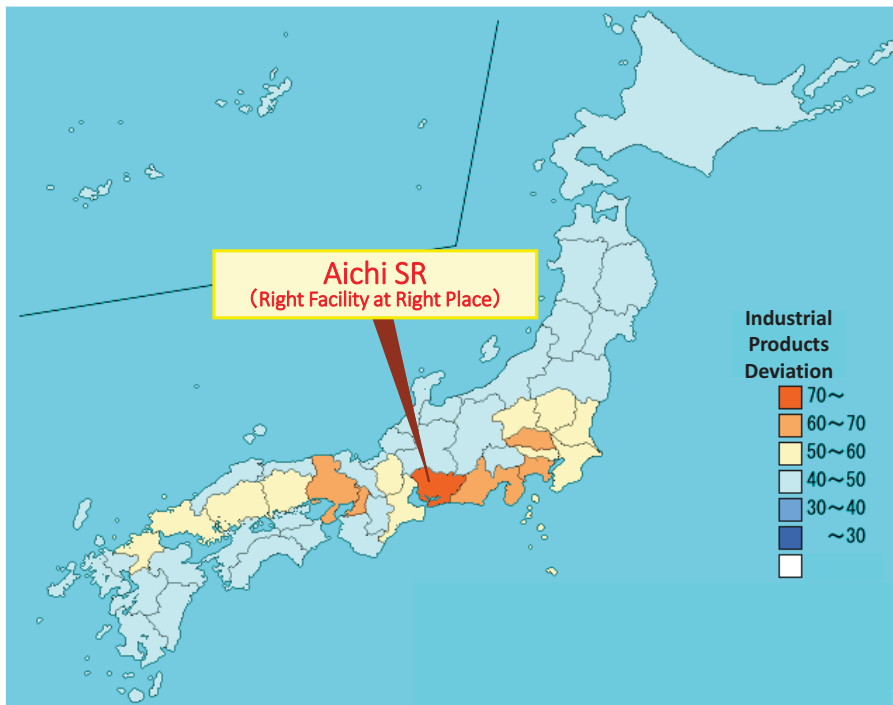 Aichi SR
（Right Facility at Right Place）
Industrial
Products
Deviation
70～
60～70
50～60
40～50
30～40
～30